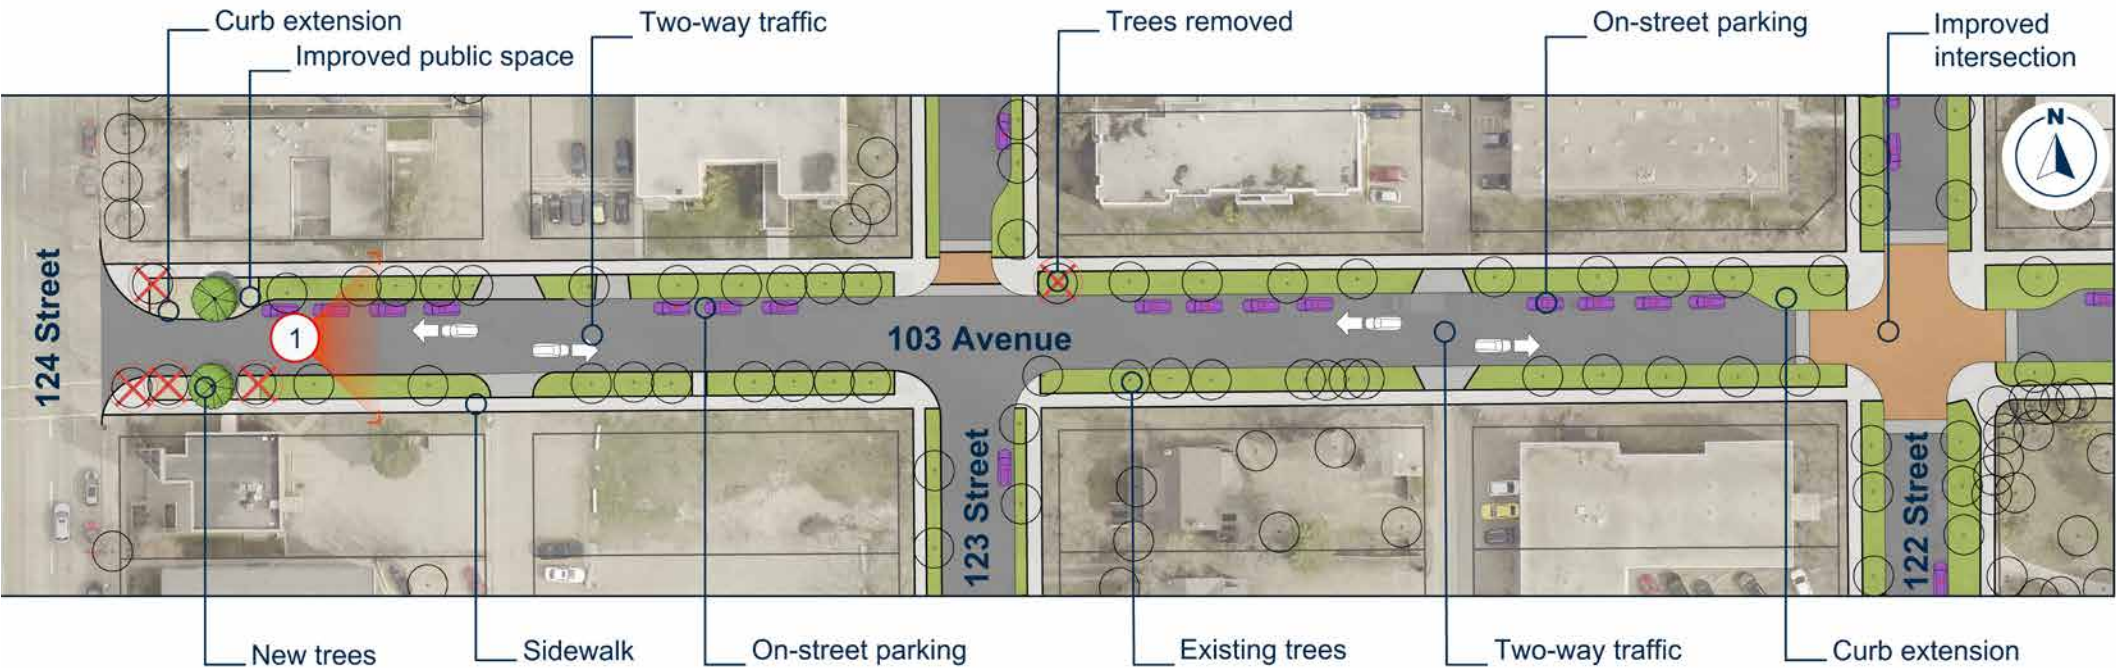 Curb extension
Improved public space
Two-way traffic
Trees removed
On-street parking
Improved
intersection
N
124 Street
1
103 Avenue
123 Street
122 Street
New trees
Sidewalk
On-street parking
Existing trees
Two-way traffic
Curb extension